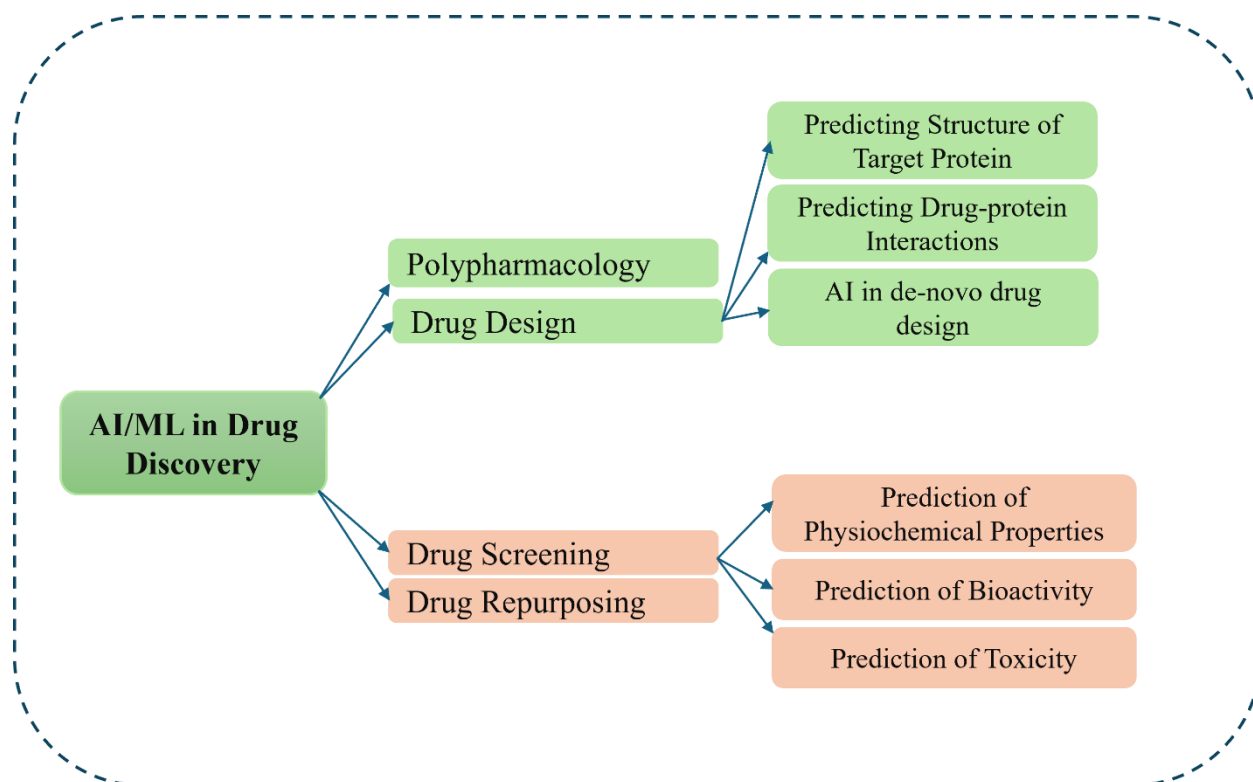 Predicting Structure of
Target Protein
Predicting Drug-protein
Interactions
AI in de-novo drug
design
Polypharmacology
Drug Design
AI/ML in Drug
Discovery
Drug Screening
Drug Repurposing
Prediction of
Physiochemical Properties
Prediction of Bioactivity
Prediction of Toxicity